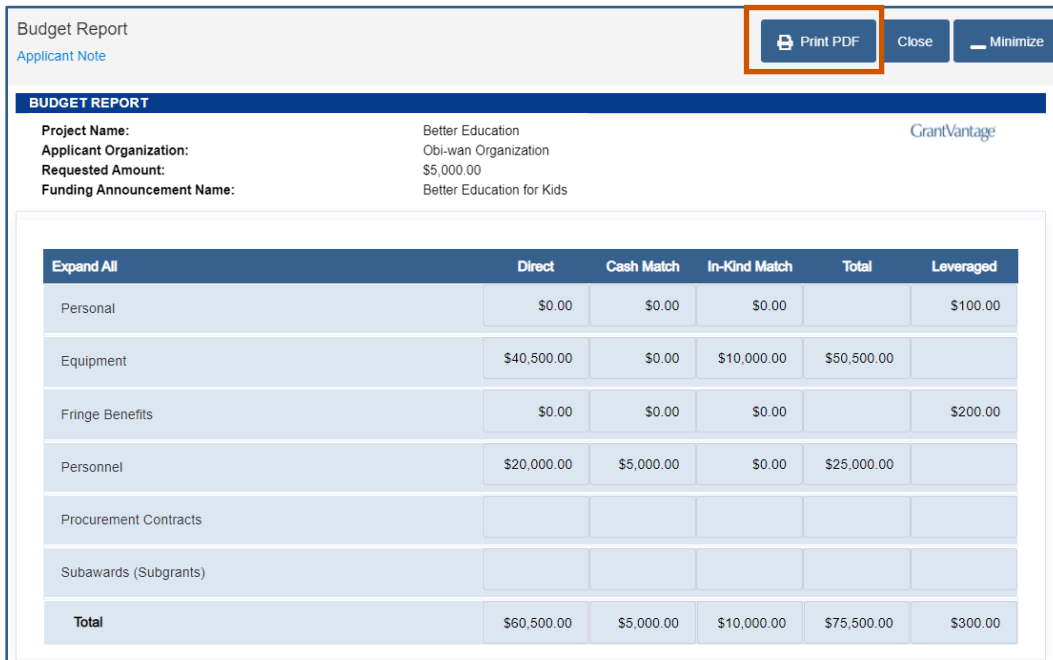 Budget Report
Applicant Note
Print PDF
Close
Minimize
BUDGET REPORT
Project Name: Better Education
GrantVantage
Applicant Organization: Obi-wan Organization
Requested Amount: $5,000.00
Funding Announcement Name: Better Education for Kids
Expand All Direct Cash Match In-Kind Match Total Leveraged
Personal $0.00 $0.00 $0.00 $100.00
Equipment $40,500.00 $0.00 $10,000.00 $50,500.00
Fringe Benefits $0.00 $0.00 $0.00 $200.00
Personnel $20,000.00 $5,000.00 $0.00 $25,000.00
Procurement Contracts
Subawards (Subgrants)
Total $60,500.00 $5,000.00 $10,000.00 $75,500.00 $300.00